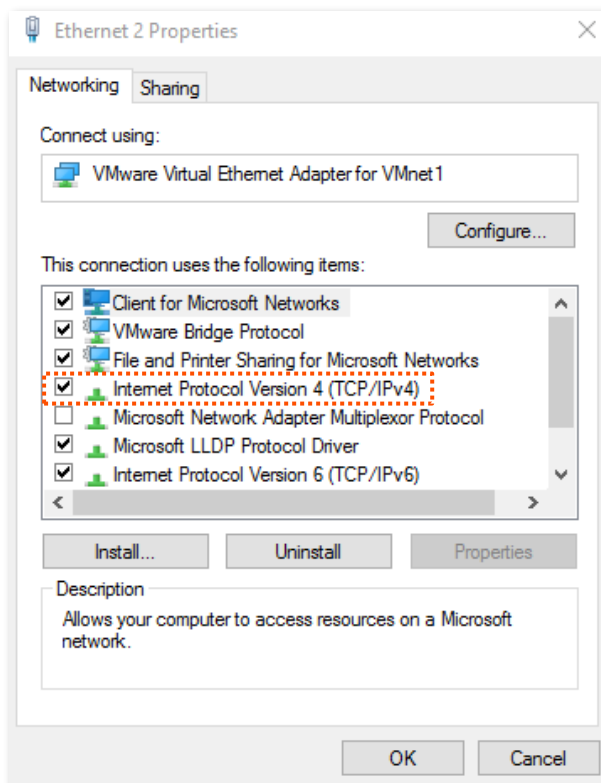 Ethernet 2 Properties
Networking
Sharing
Connect using:
VMware Virtual Ethernet Adapter for VMnet1
Configure...
This connection uses the following items:
Client for Microsoft Networks
VMware Bridge Protocol
File and Printer Sharing for Microsoft Networks
Internet Protocol Version 4 (TCP/IPv4)
Microsoft Network Adapter Multiplexor Protocol
Microsoft LLDP Protocol Driver
Internet Protocol Version 6 (TCP/IPv6)
Install...
Uninstall
Properties
Description
Allows your computer to access resources on a Microsoft
network.
OK
Cancel